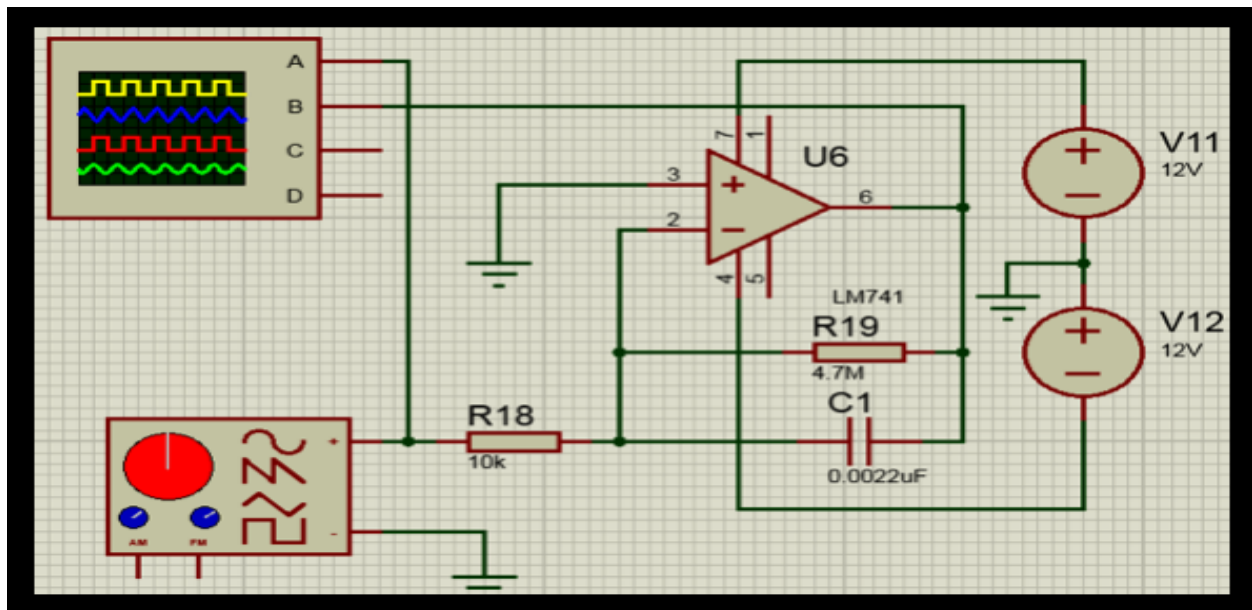 A
B
C
D
7
1
U6
3
+
6
2
−
4
5
LM741
R19
4.7M
C1
0.0022uF
R18
10k
+
-
AM
FM
V11
12V
+
−
V12
12V
+
−